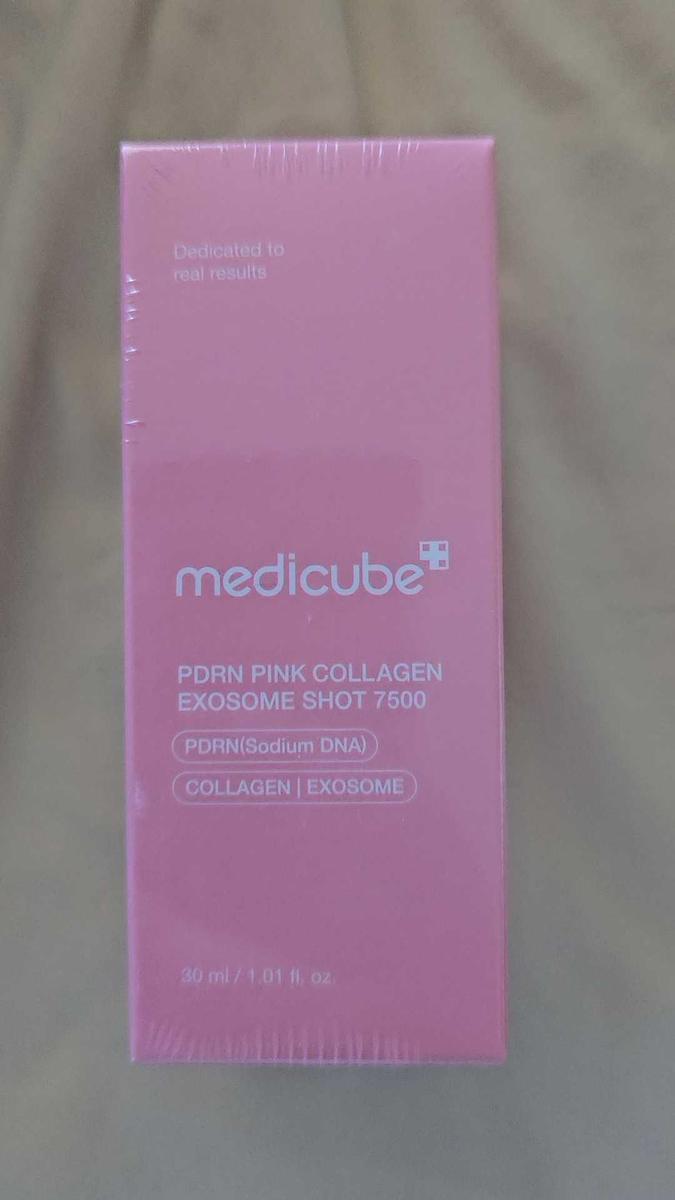 Dedicated to
real results
medicube
PDRN PINK COLLAGEN
EXOSOME SHOT 7500
PDRN(Sodium DNA)
COLLAGEN | EXOSOME
30 ml / 1.01 fl. oz.